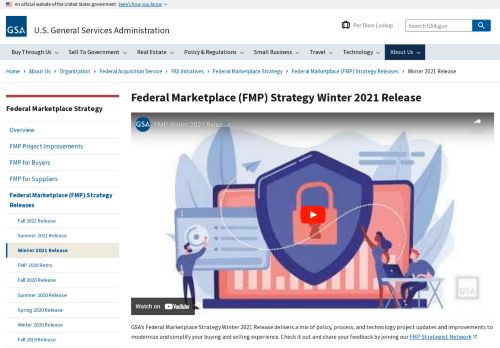 An official website of the United States government Here's how you know
GSA
U.S. General Services Administration
Per Diem Lookup
Search GSA.gov
Buy Through Us
Sell To Government
Real Estate
Policy & Regulations
Small Business
Travel
Technology
About Us
Home › About Us › Organization › Federal Acquisition Service › FAS Initiatives › Federal Marketplace Strategy › Federal Marketplace (FMP) Strategy Releases › Winter 2021 Release
Federal Marketplace Strategy
Overview
FMP Project Improvements
FMP for Buyers
FMP for Suppliers
Federal Marketplace (FMP) Strategy
Releases
Fall 2021 Release
Summer 2021 Release
Winter 2021 Release
FMP 2020 Retro
Fall 2020 Release
Summer 2020 Release
Spring 2020 Release
Winter 2020 Release
Fall 2019 Release
Federal Marketplace (FMP) Strategy Winter 2021 Release
GSA
FMP Winter 2021 Release
Share
GSA
Watch on YouTube
GSA's Federal Marketplace Strategy Winter 2021 Release delivers a mix of policy, process, and technology project updates and improvements to
modernize and simplify your buying and selling experience. Check it out and share your feedback by joining our FMP Strategist Network.